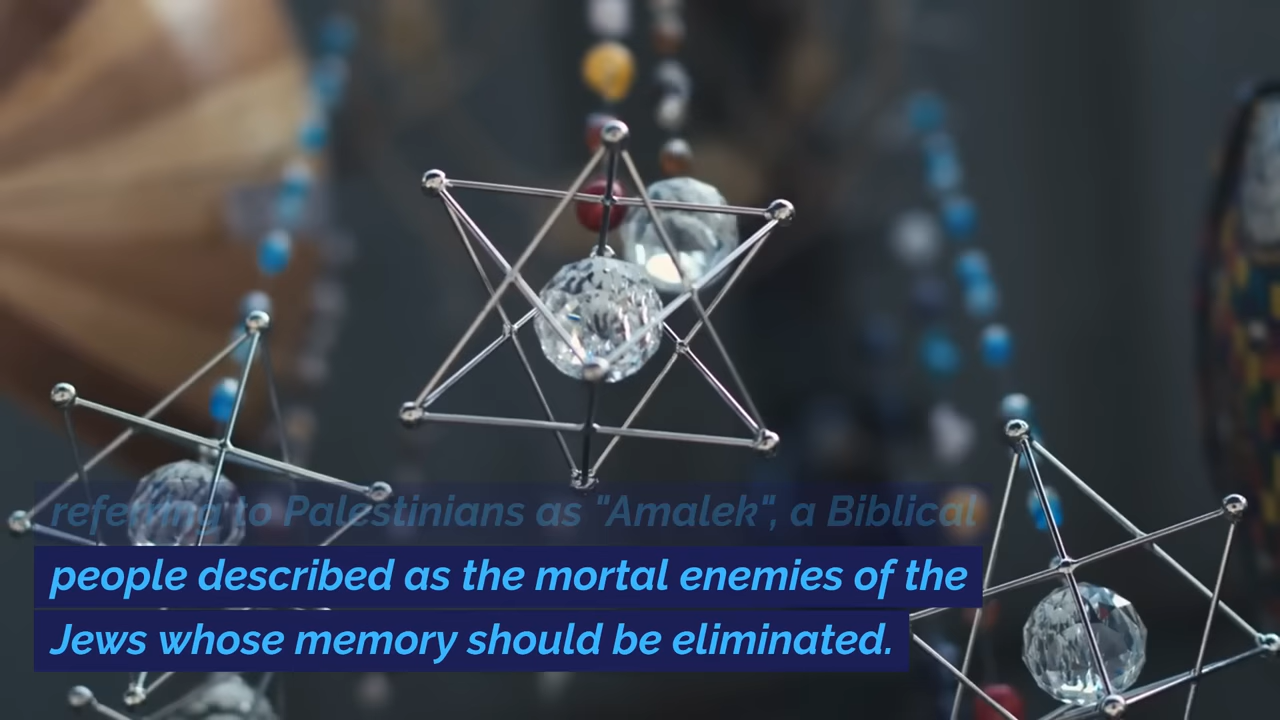 referring to Palestinians as "Amalek", a Biblical
people described as the mortal enemies of the
Jews whose memory should be eliminated.